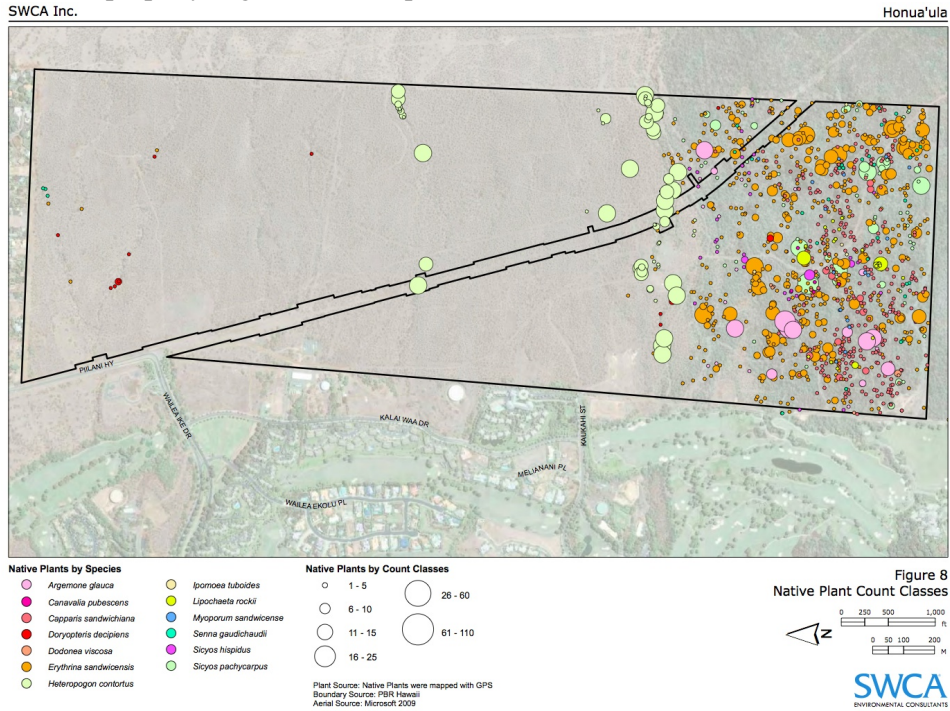 SWCA Inc.
Honua'ula
PIILANI HY
WAILEA IKE DR
KALAI WAA DR
KAUKAHI ST
MELIANANI PL
WAILEA EKOLU PL
Native Plants by Species
Argemone glauca
Canavalia pubescens
Capparis sandwichiana
Doryopteris decipiens
Dodonea viscosa
Erythrina sandwicensis
Heteropogon contortus
Ipomoea tuboides
Lipochaeta rockii
Myoporum sandwicense
Senna gaudichaudii
Sicyos hispidus
Sicyos pachycarpus
Native Plants by Count Classes
1 - 5
6 - 10
11 - 15
16 - 25
26 - 60
61 - 110
Plant Source: Native Plants were mapped with GPS
Boundary Source: PBR Hawaii
Aerial Source: Microsoft 2009
Figure 8
Native Plant Count Classes
N
0 250 500 1,000
ft
0 50 100 200
M
SWCA
ENVIRONMENTAL CONSULTANTS